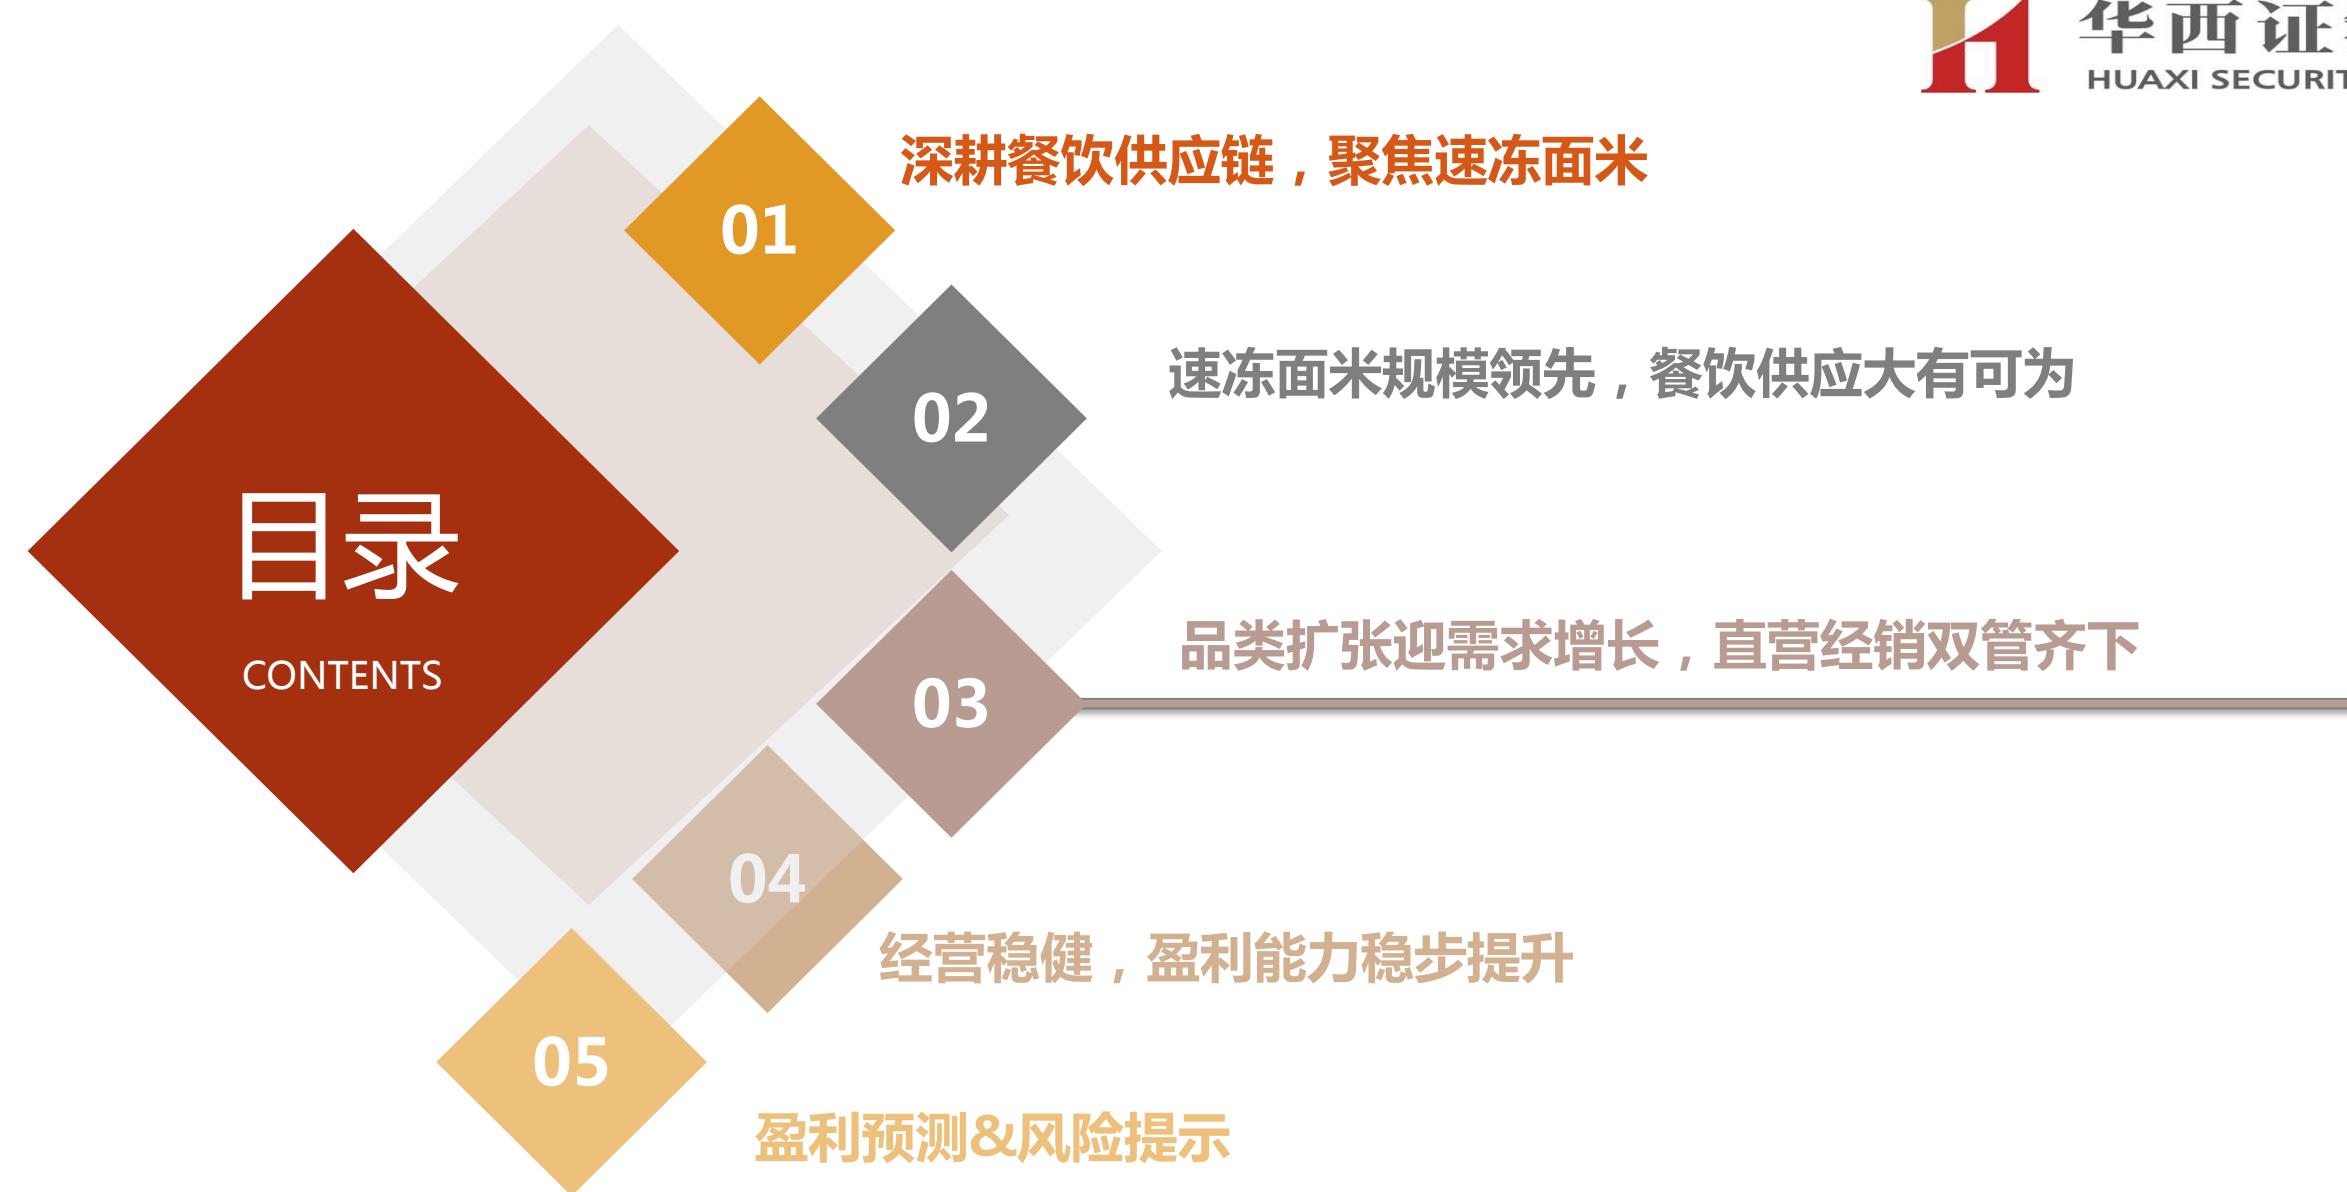 华西证
HUAXI SECURIT
01
深耕餐饮供应链，聚焦速冻面米
02
速冻面米规模领先，餐饮供应大有可为
目录
CONTENTS
03
品类扩张迎需求增长，直营经销双管齐下
04
经营稳健，盈利能力稳步提升
05
盈利预测&风险提示